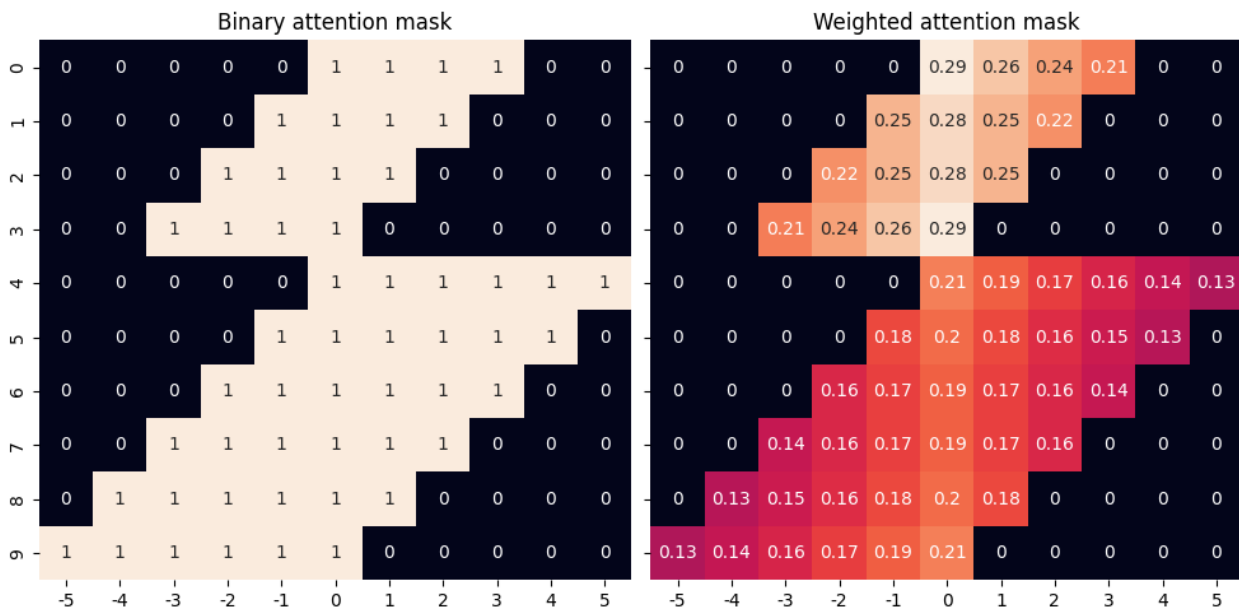 Binary attention mask Weighted attention mask
0 0 0 0 0 0 1 1 1 1 0 0 0 0 0 0 0 0.29 0.26 0.24 0.21 0 0
1 0 0 0 0 1 1 1 1 0 0 0 0 0 0 0 0.25 0.28 0.25 0.22 0 0 0
2 0 0 0 1 1 1 1 0 0 0 0 0 0 0 0.22 0.25 0.28 0.25 0 0 0 0
3 0 0 1 1 1 1 0 0 0 0 0 0 0 0.21 0.24 0.26 0.29 0 0 0 0 0
4 0 0 0 0 0 1 1 1 1 1 1 0 0 0 0 0 0.21 0.19 0.17 0.16 0.14 0.13
5 0 0 0 0 1 1 1 1 1 1 0 0 0 0 0 0.18 0.2 0.18 0.16 0.15 0.13 0
6 0 0 0 1 1 1 1 1 1 0 0 0 0 0 0.16 0.17 0.19 0.17 0.16 0.14 0 0
7 0 0 1 1 1 1 1 1 0 0 0 0 0 0.14 0.16 0.17 0.19 0.17 0.16 0 0 0
8 0 1 1 1 1 1 1 0 0 0 0 0 0.13 0.15 0.16 0.18 0.2 0.18 0 0 0 0
9 1 1 1 1 1 1 0 0 0 0 0 0.13 0.14 0.16 0.17 0.19 0.21 0 0 0 0 0
-5 -4 -3 -2 -1 0 1 2 3 4 5 -5 -4 -3 -2 -1 0 1 2 3 4 5